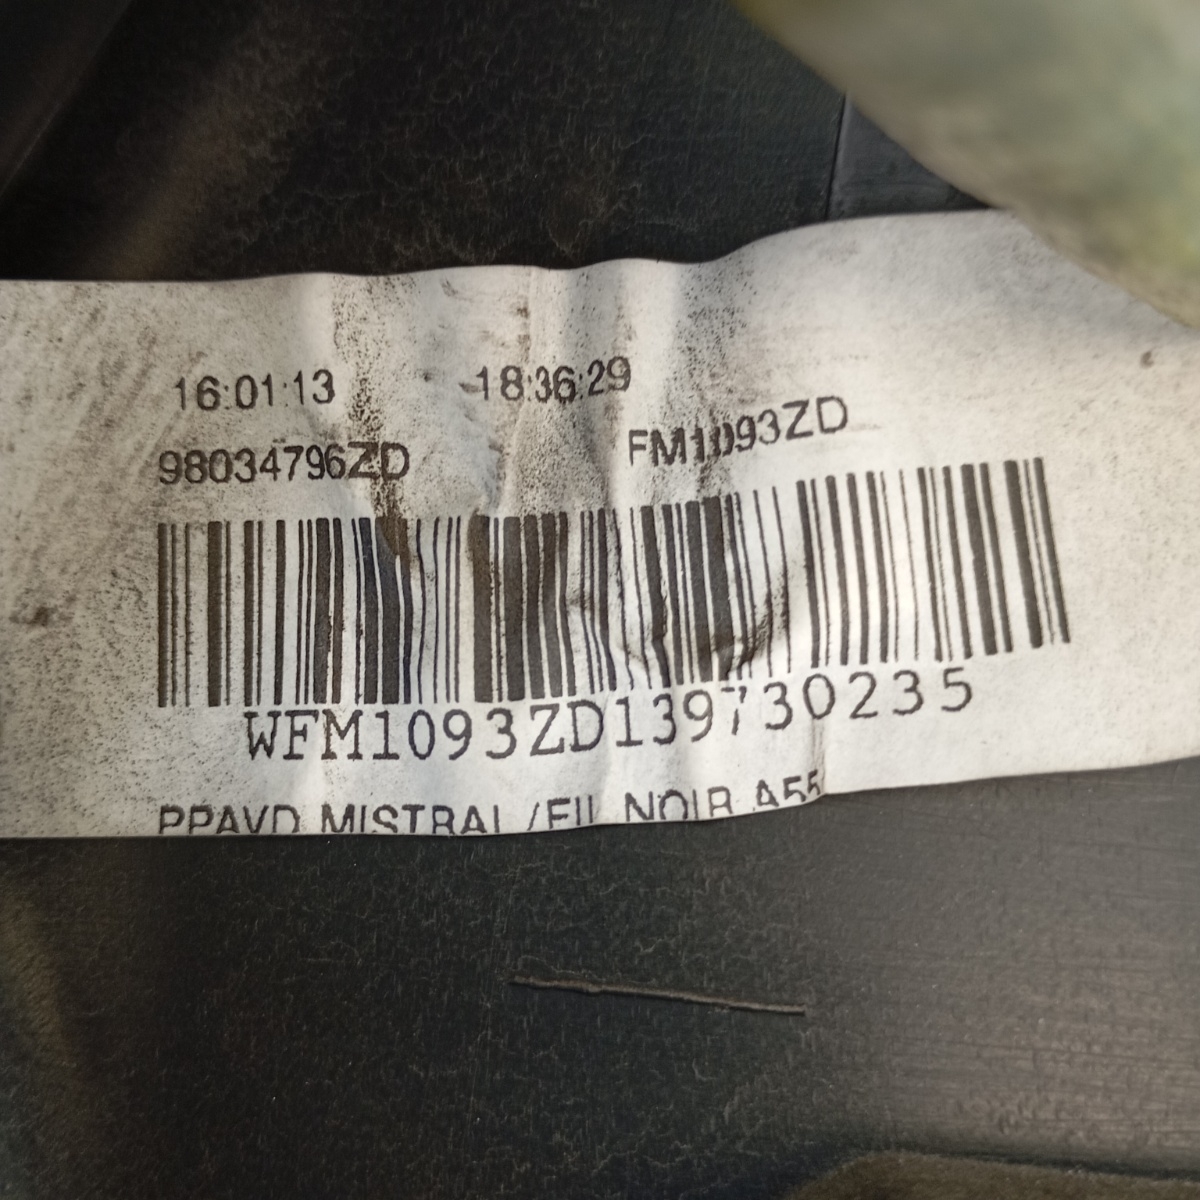 16:01:13 18:36:29
98034796ZD FM1093ZD
WFM1093ZD139730235
PPAVD MISTRAL/FIL NOIR A55